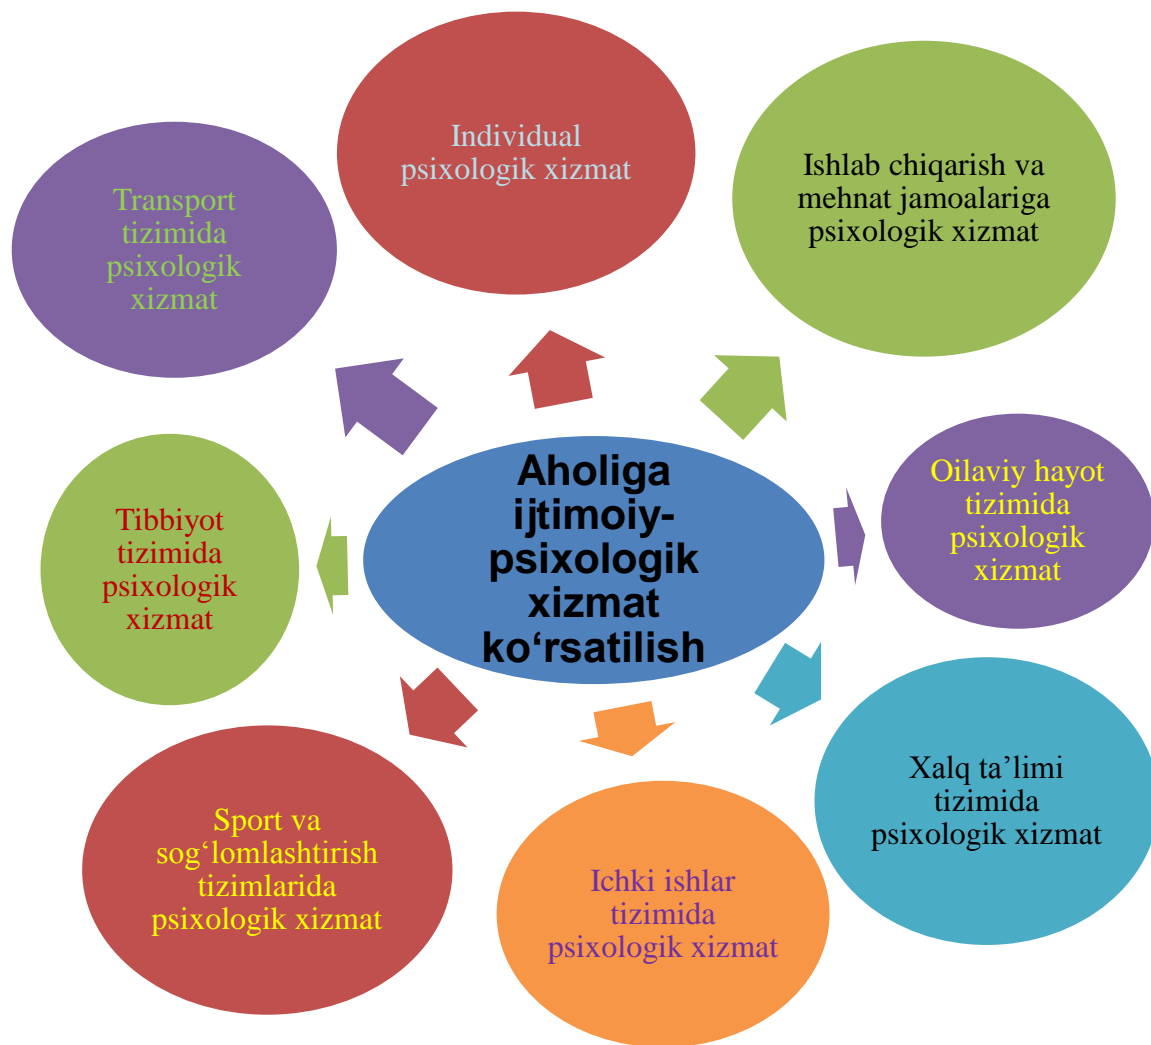 Individual
psixologik xizmat
Ishlab chiqarish va
mehnat jamoalariga
psixologik xizmat
Transport
tizimida
psixologik
xizmat
Aholiga
ijtimoiy-
psixologik
xizmat
ko‘rsatilish
Oilaviy hayot
tizimida
psixologik
xizmat
Tibbiyot
tizimida
psixologik
xizmat
Xalq ta’limi
tizimida
psixologik xizmat
Sport va
sog‘lomlashtirish
tizimlarida
psixologik xizmat
Ichki ishlar
tizimida
psixologik xizmat